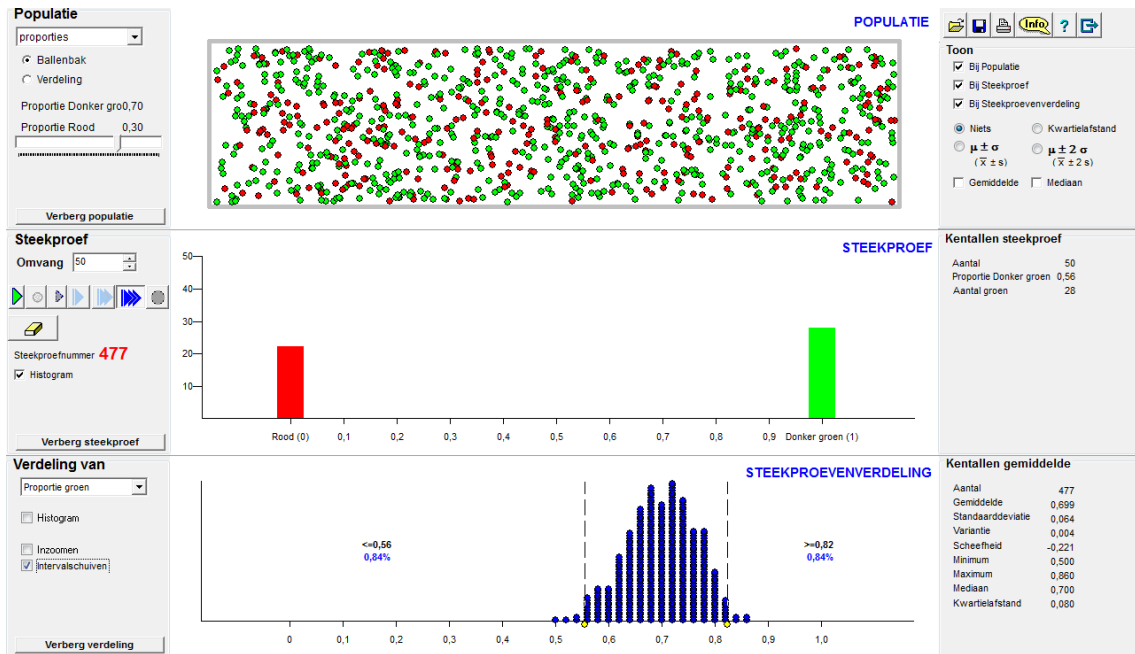 Populatie
proporties
Ballenbak
Verdeling
Proportie Donker gro0,70
Proportie Rood 0,30
Verberg populatie
POPULATIE
Info
?
Toon
Bij Populatie
Bij Steekproef
Bij Steekproevenverdeling
Niets
Kwartielafstand
μ ± σ
(x̅ ± s)
μ ± 2 σ
(x̅ ± 2 s)
Gemiddelde
Mediaan
Steekproef
Omvang 50
Steekproefnummer 477
Histogram
Verberg steekproef
STEEKPROEF
50
40
30
20
10
Rood (0) 0,1 0,2 0,3 0,4 0,5 0,6 0,7 0,8 0,9 Donker groen (1)
Kentallen steekproef
Aantal 50
Proportie Donker groen 0,56
Aantal groen 28
Verdeling van
Proportie groen
Histogram
Inzoomen
Intervalschuiven
Verberg verdeling
STEEKPROEVENVERDELING
<=0,56
0,84%
>=0,82
0,84%
0 0,1 0,2 0,3 0,4 0,5 0,6 0,7 0,8 0,9 1,0
Kentallen gemiddelde
Aantal 477
Gemiddelde 0,699
Standaarddeviatie 0,064
Variantie 0,004
Scheefheid -0,221
Minimum 0,500
Maximum 0,860
Mediaan 0,700
Kwartielafstand 0,080